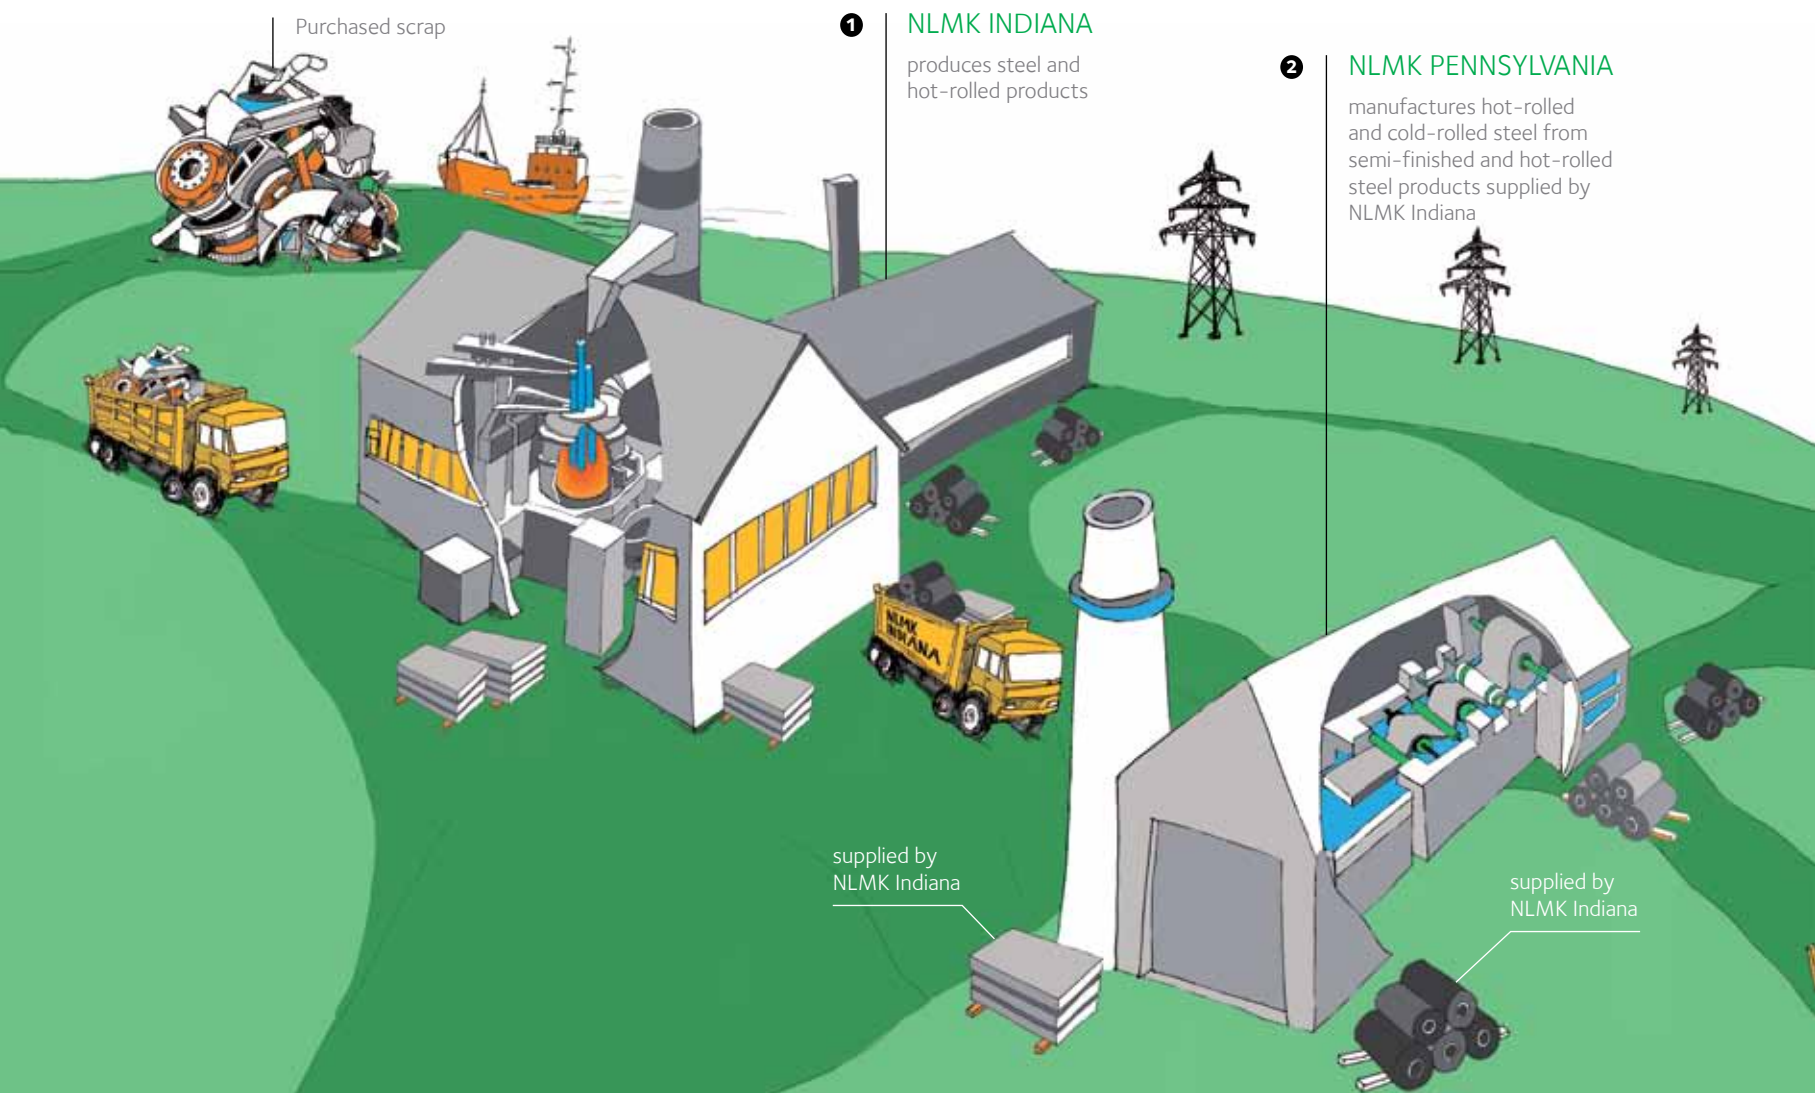 Purchased scrap
1
NLMK INDIANA
produces steel and
hot-rolled products
2
NLMK PENNSYLVANIA
manufactures hot-rolled
and cold-rolled steel from
semi-finished and hot-rolled
steel products supplied by
NLMK Indiana
NLMK
INDIANA
supplied by
NLMK Indiana
supplied by
NLMK Indiana